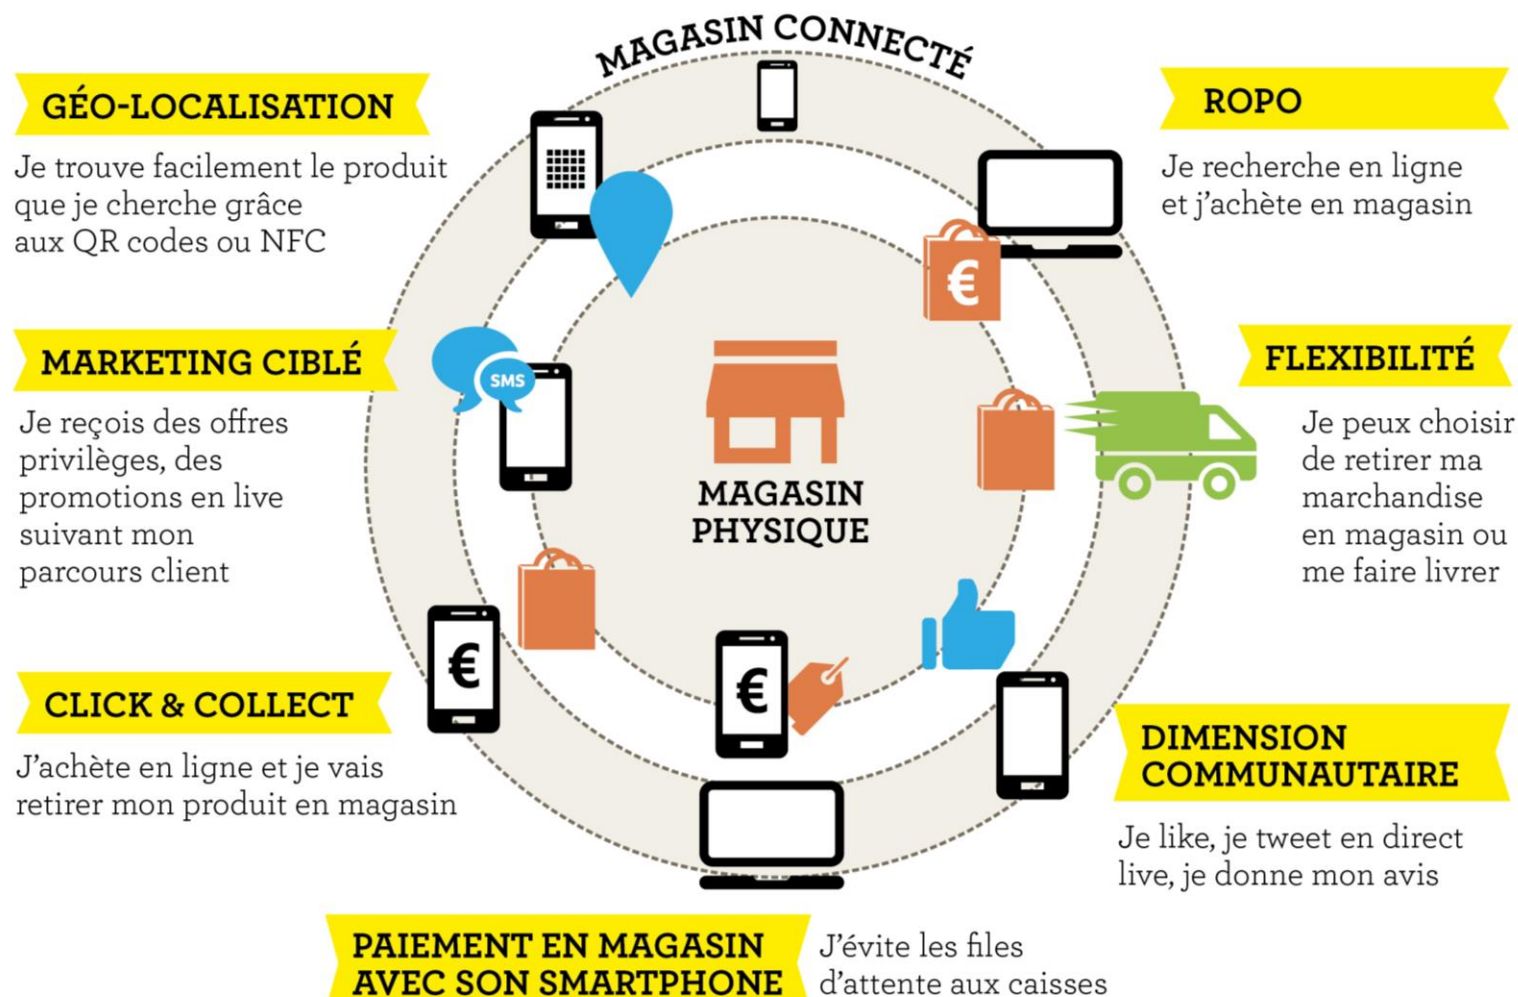 MAGASIN CONNECTÉ
GÉO-LOCALISATION
Je trouve facilement le produit
que je cherche grâce
aux QR codes ou NFC
ROPO
Je recherche en ligne
et j’achète en magasin
€
MARKETING CIBLÉ
Je reçois des offres
privilèges, des
promotions en live
suivant mon
parcours client
SMS
FLEXIBILITÉ
Je peux choisir
de retirer ma
marchandise
en magasin ou
me faire livrer
MAGASIN
PHYSIQUE
€
€
CLICK & COLLECT
J’achète en ligne et je vais
retirer mon produit en magasin
DIMENSION
COMMUNAUTAIRE
Je like, je tweet en direct
live, je donne mon avis
PAIEMENT EN MAGASIN
AVEC SON SMARTPHONE
J’évite les files
d’attente aux caisses